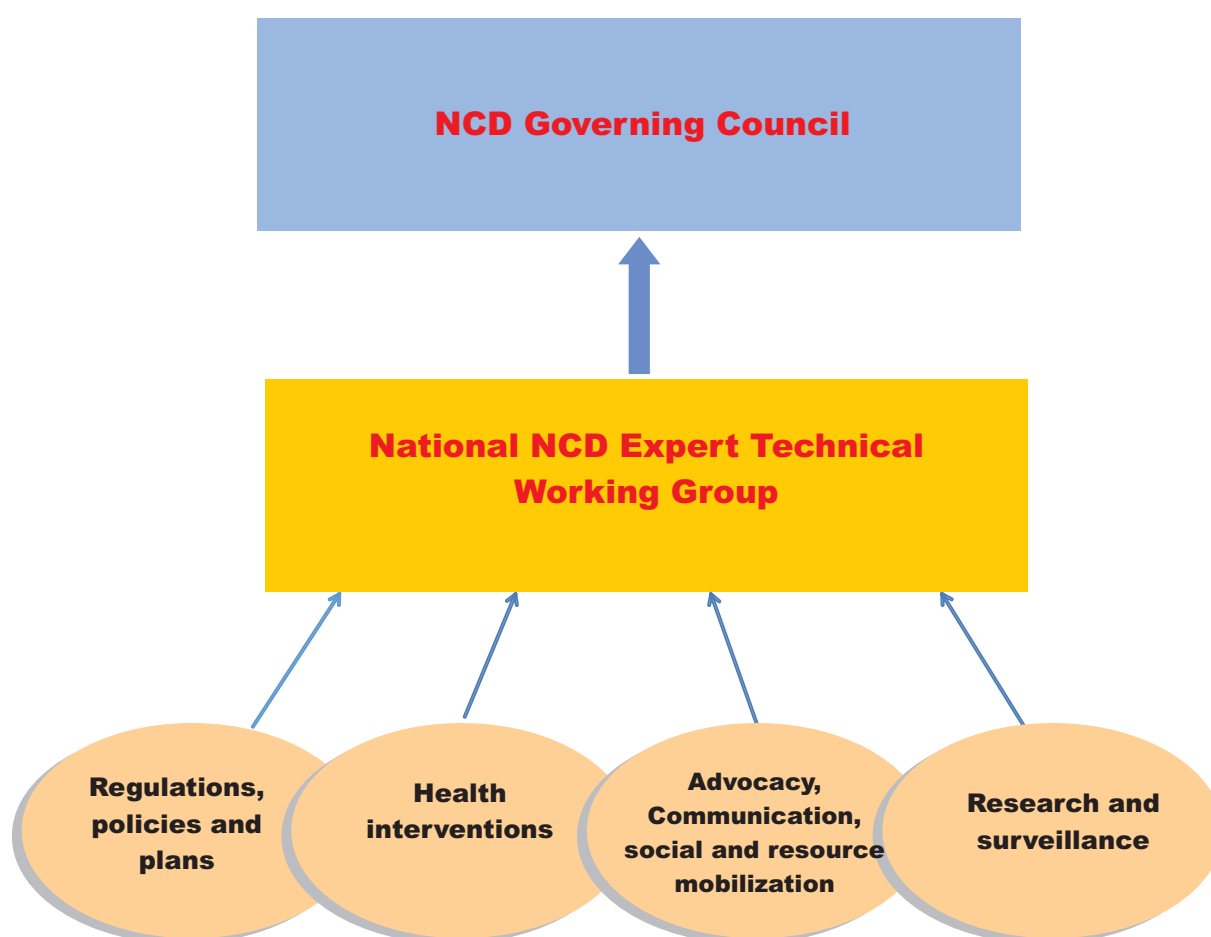 NCD Governing Council
National NCD Expert Technical
Working Group
Regulations,
policies and
plans
Health
interventions
Advocacy,
Communication,
social and resource
mobilization
Research and
surveillance